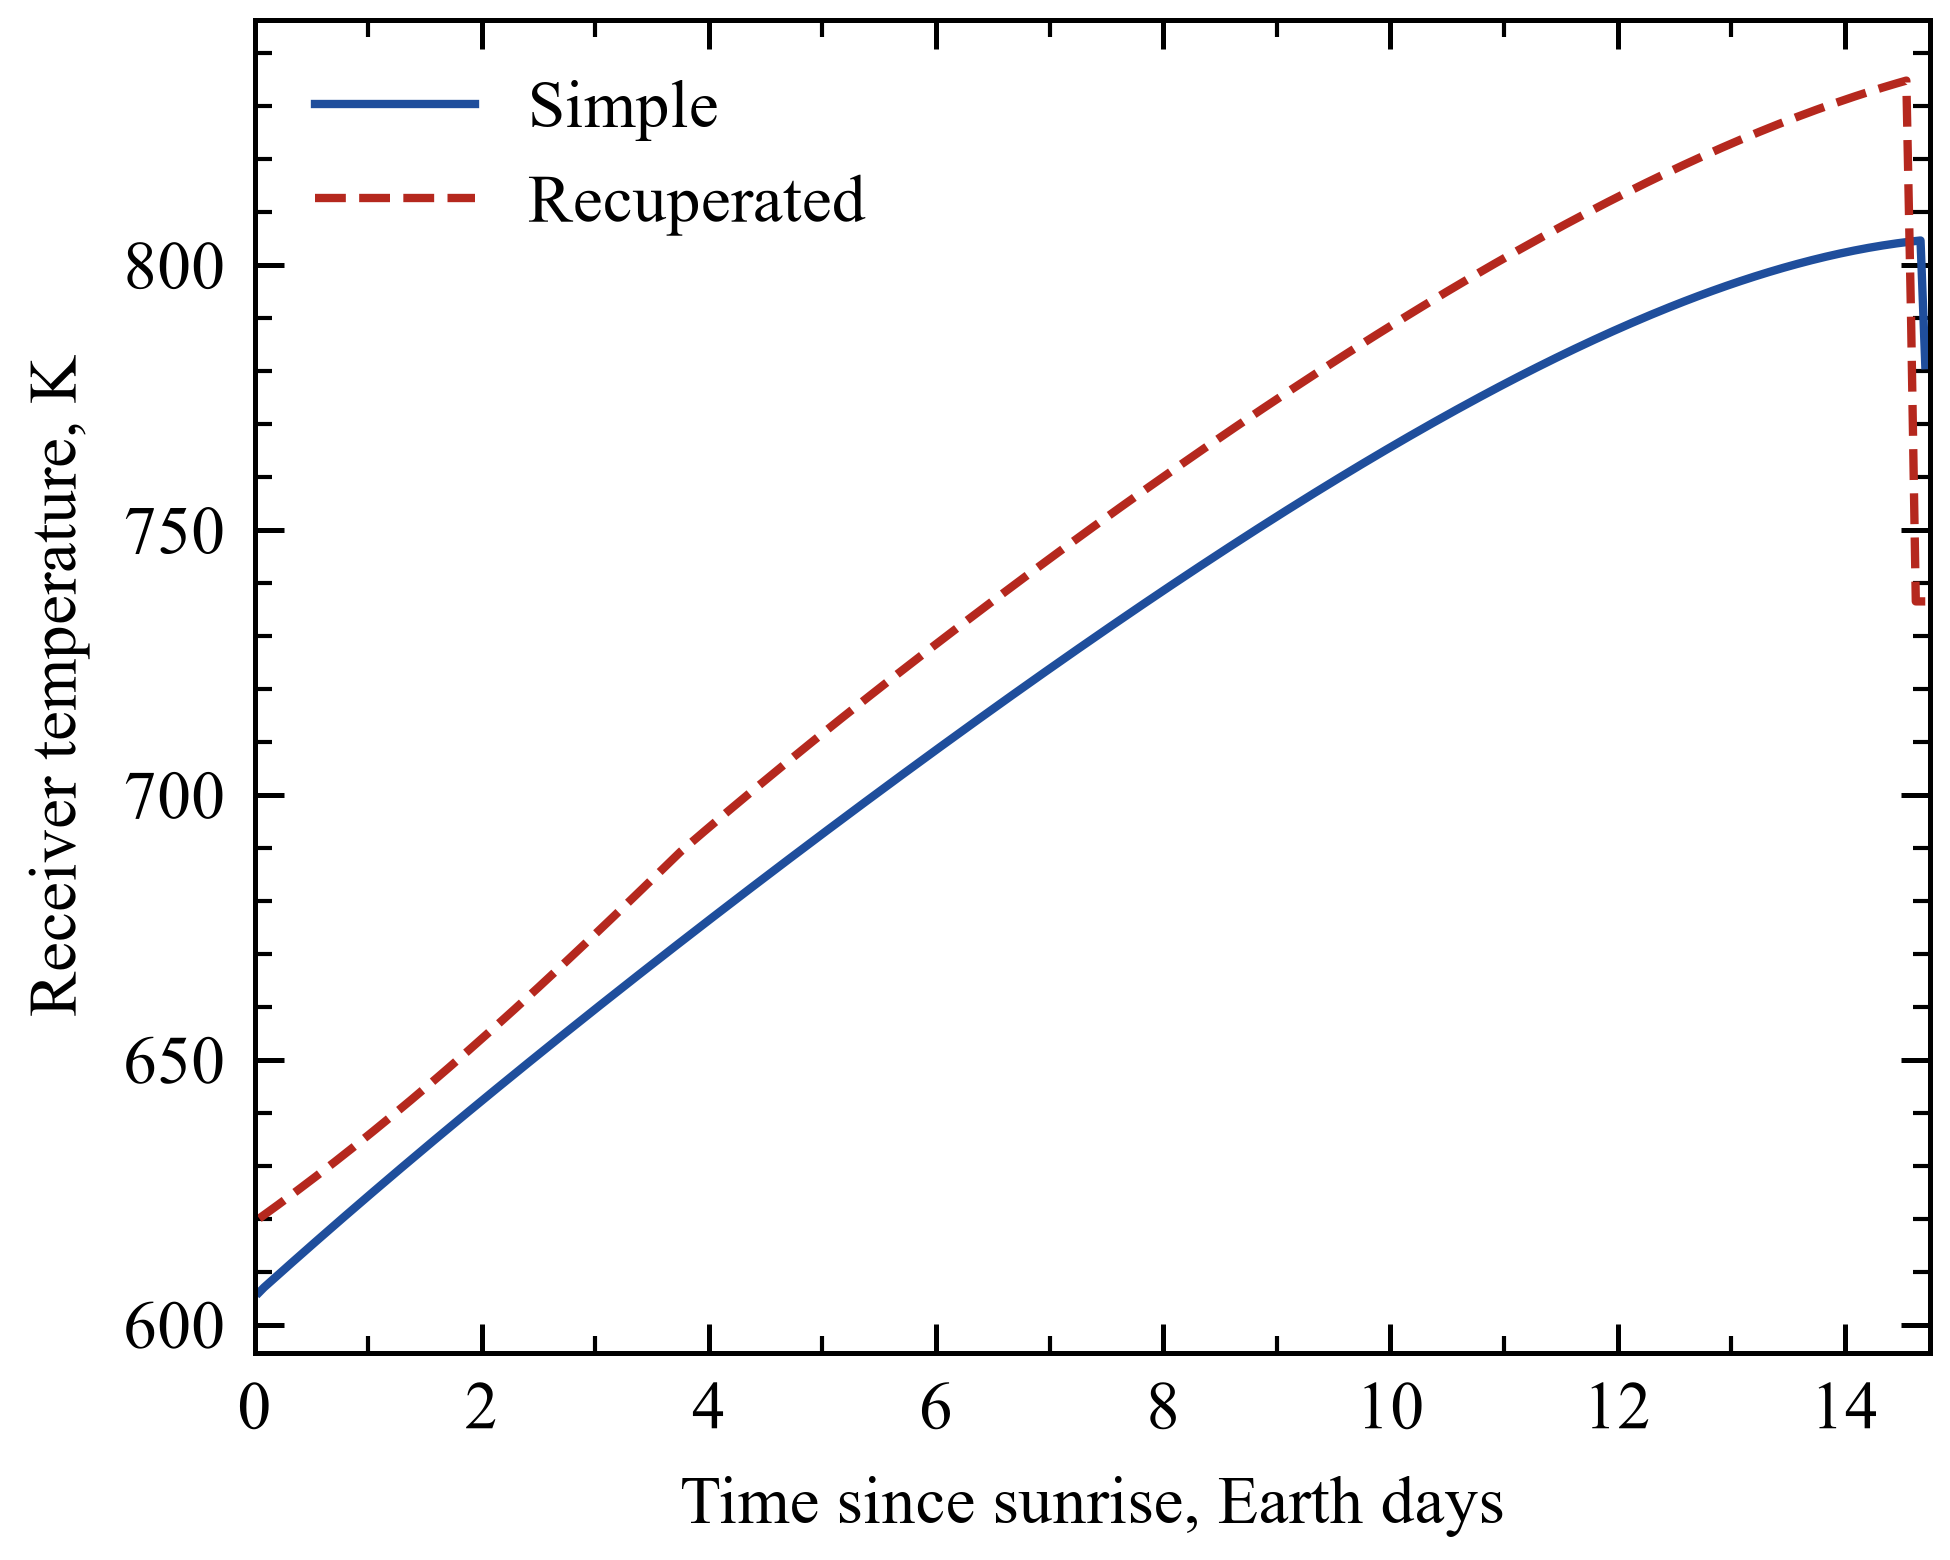 Simple
Recuperated
800
750
700
650
600
Receiver temperature, K
0 2 4 6 8 10 12 14
Time since sunrise, Earth days